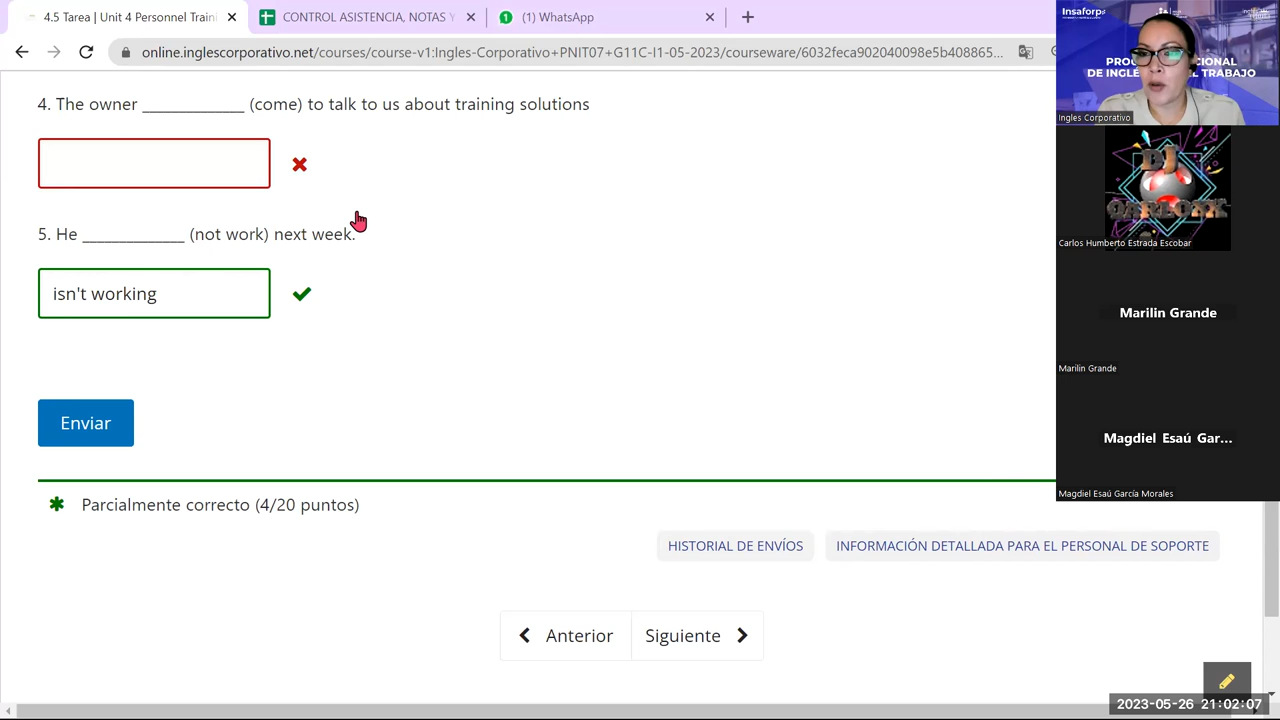 4.5 Tarea | Unit 4 Personnel Traini
CONTROL ASISTENCIA Y NOTAS
(1) WhatsApp
online.inglescorporativo.net/courses/course-v1:Ingles-Corporativo+PNIT07+G11C-I1-05-2023/courseware/6032feca902040098e5b408865...
4. The owner _____________ (come) to talk to us about training solutions
5. He _____________ (not work) next week.
isn't working
Enviar
Parcialmente correcto (4/20 puntos)
HISTORIAL DE ENVÍOS
INFORMACIÓN DETALLADA PARA EL PERSONAL DE SOPORTE
Anterior
Siguiente
Insaforp
Ingles Corporativo
DJ
Carlos Humberto Estrada Escobar
Marilin Grande
Marilin Grande
Magdiel Esaú Gar...
Magdiel Esaú García Morales
2023-05-26 21:02:07